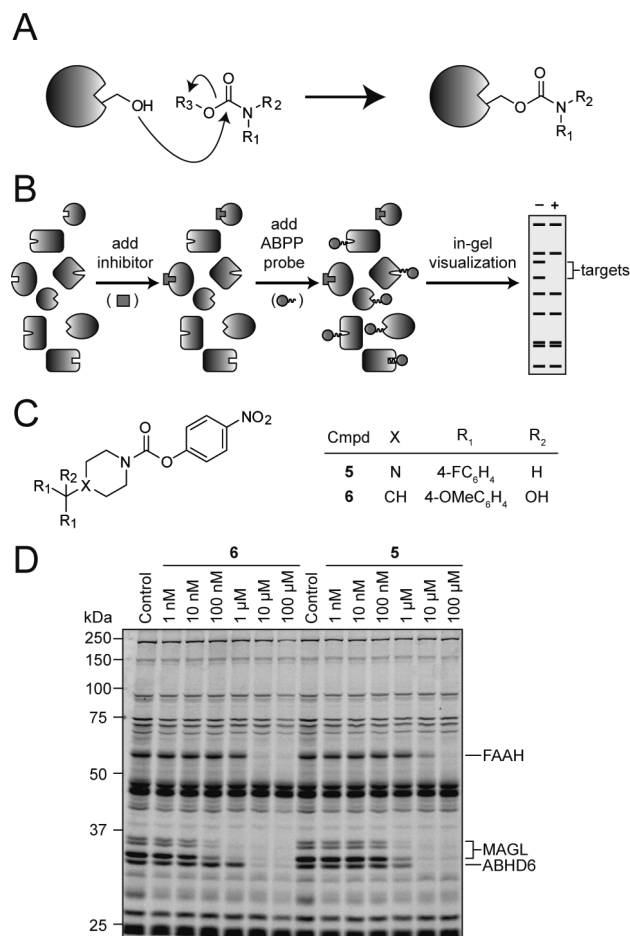 A
OH
R3
O
O
N
R2
R1
O
O
N
R2
R1
B
add
inhibitor
( )
add
ABPP
probe
( )
in-gel
visualization
– +
targets
C
NO2
O
N
O
R2
X
R1
R1
Cmpd X R1 R2
5 N 4-FC6H4 H
6 CH 4-OMeC6H4 OH
D
6 5
Control 1 nM 10 nM 100 nM 1 µM 10 µM 100 µM Control 1 nM 10 nM 100 nM 1 µM 10 µM 100 µM
kDa
250
150
100
75
FAAH
50
37
MAGL
ABHD6
25